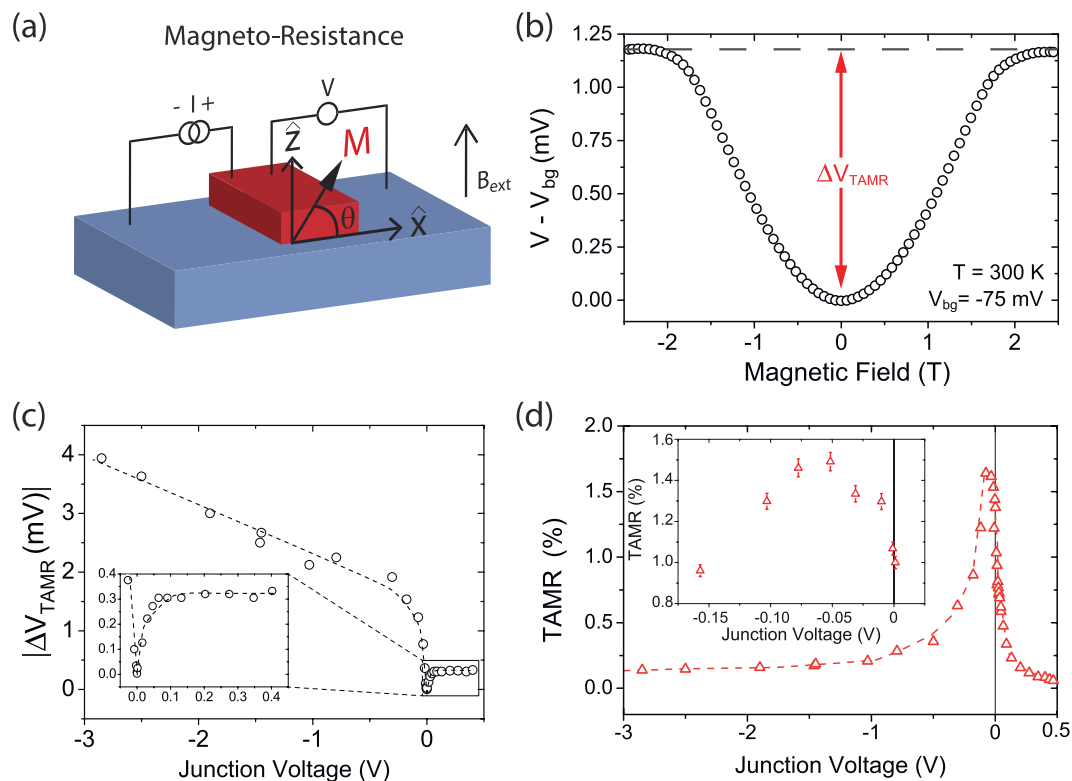 (a)
Magneto-Resistance
- I +
V
ẑ
M
θ
x̂
B_ext
(b)
V - V_bg (mV)
1.25
1.00
0.75
0.50
0.25
0.00
ΔV_TAMR
T = 300 K
V_bg= -75 mV
-2 -1 0 1 2
Magnetic Field (T)
(c)
|ΔV_TAMR(mV)|
4
3
2
1
0
0.4
0.3
0.2
0.1
0.0
0.0 0.1 0.2 0.3 0.4
-3 -2 -1 0
Junction Voltage (V)
(d)
TAMR (%)
2.0
1.5
1.0
0.5
0.0
TAMR (%)
1.6
1.4
1.2
1.0
0.8
-0.15 -0.10 -0.05 0
Junction Voltage (V)
-3 -2 -1 0 0.5
Junction Voltage (V)